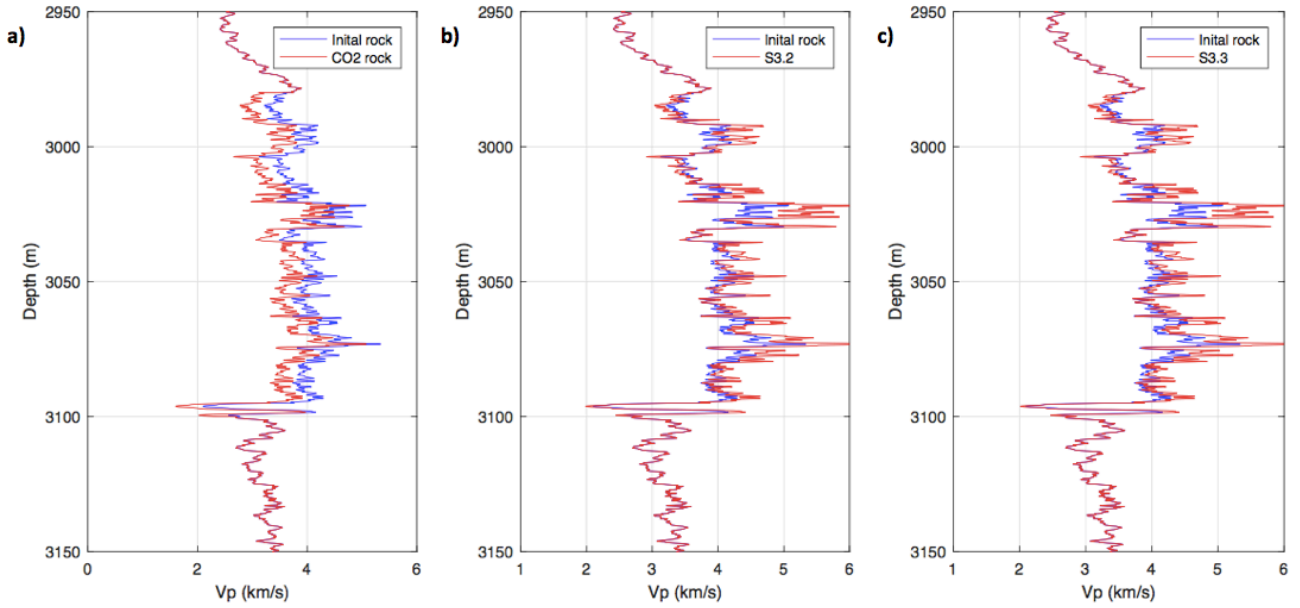 a)
2950
3000
3050
3100
3150
Depth (m)
0
2
4
6
Vp (km/s)
Inital rock
CO2 rock
b)
2950
3000
3050
3100
3150
Depth (m)
1
2
3
4
5
6
Vp (km/s)
Inital rock
S3.2
c)
2950
3000
3050
3100
3150
Depth (m)
1
2
3
4
5
6
Vp (km/s)
Inital rock
S3.3